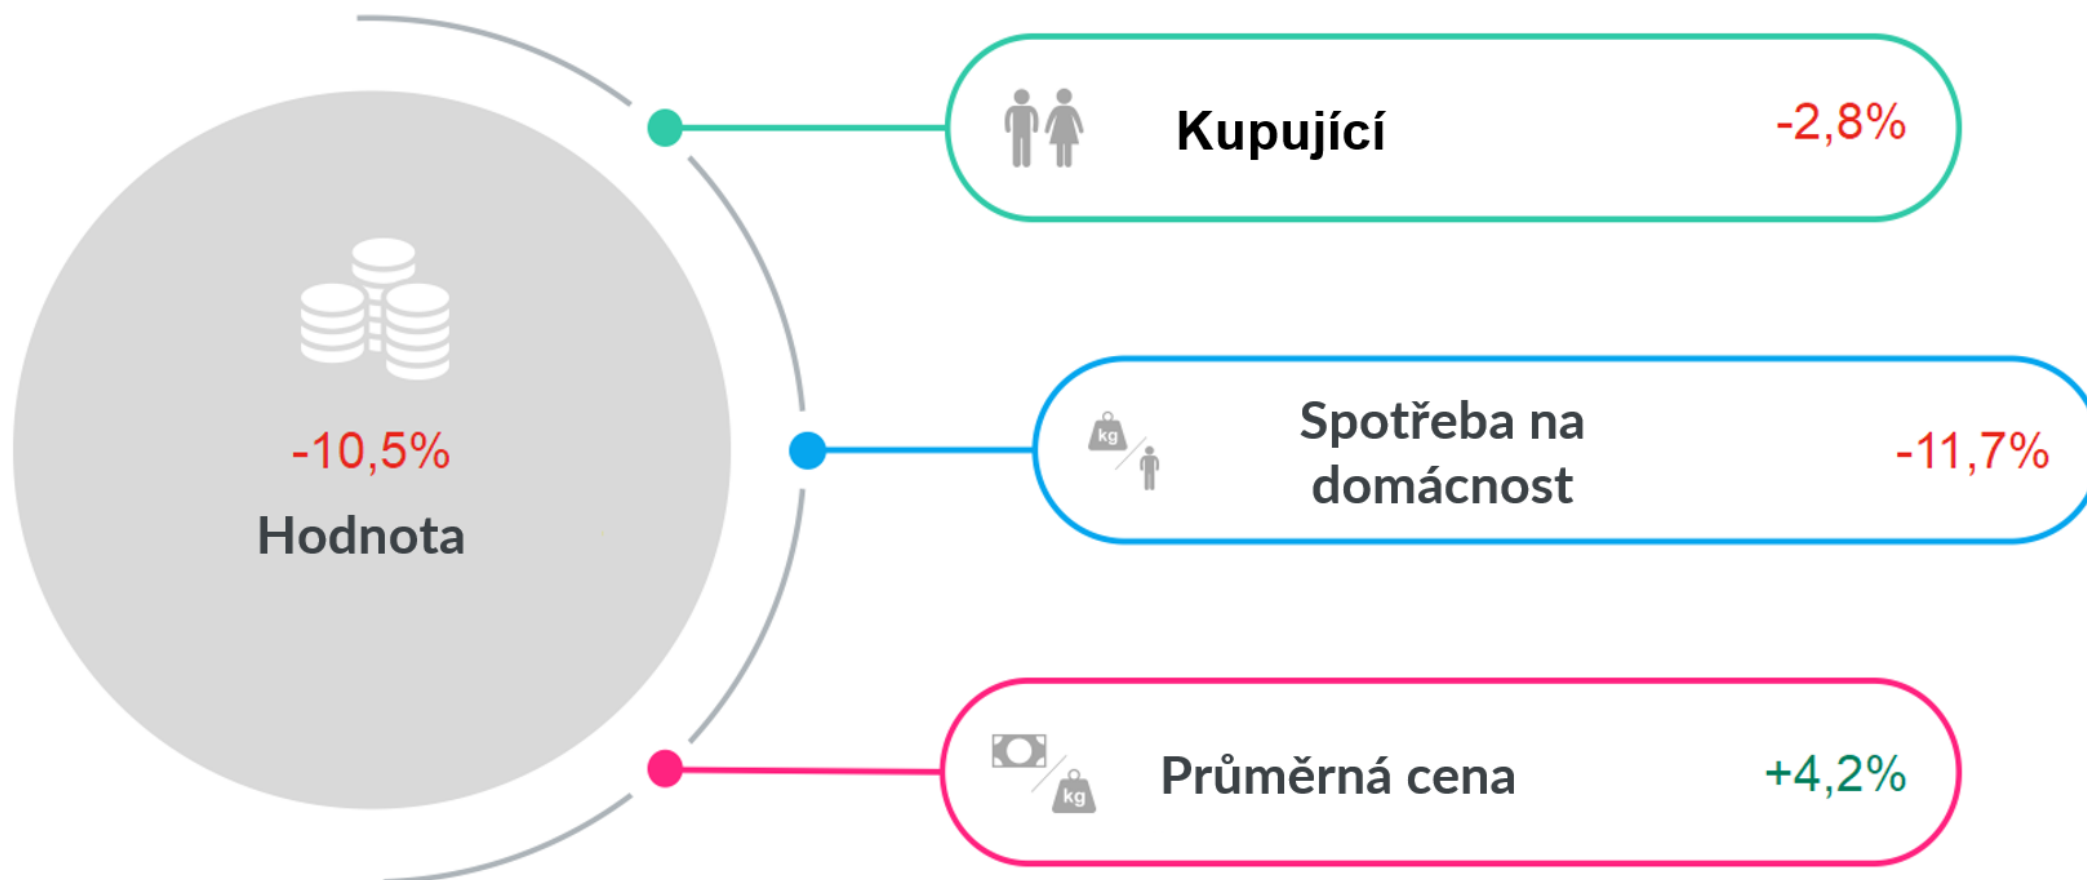 Kupující
-2,8%
-10,5%
Hodnota
kg
Spotřeba na
domácnost
-11,7%
kg
Průměrná cena
+4,2%